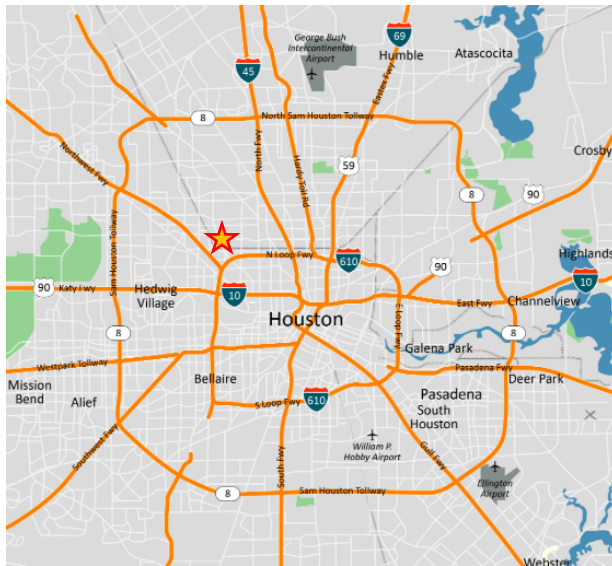 George Bush
Intercontinental
Airport
69
Humble
Atascocita
45
Eastex Fwy
8
North Sam Houston Tollway
Northwest Fwy
North Fwy
Hardy Toll Rd
59
Crosby
8
90
Sam Houston Tollway
90
N Loop Fwy
610
90
Highlands
10
90
Katy Fwy
Hedwig
Village
10
East Fwy
Channelview
Houston
E Loop Fwy
8
8
Galena Park
Westpark Tollway
Pasadena Fwy
Mission
Bend
Alief
Bellaire
Deer Park
610
S Loop Fwy
Pasadena
South
Houston
Southwest Fwy
William P.
Hobby Airport
Gulf Fwy
South Fwy
Ellington
Airport
8
Sam Houston Tollway
Webster